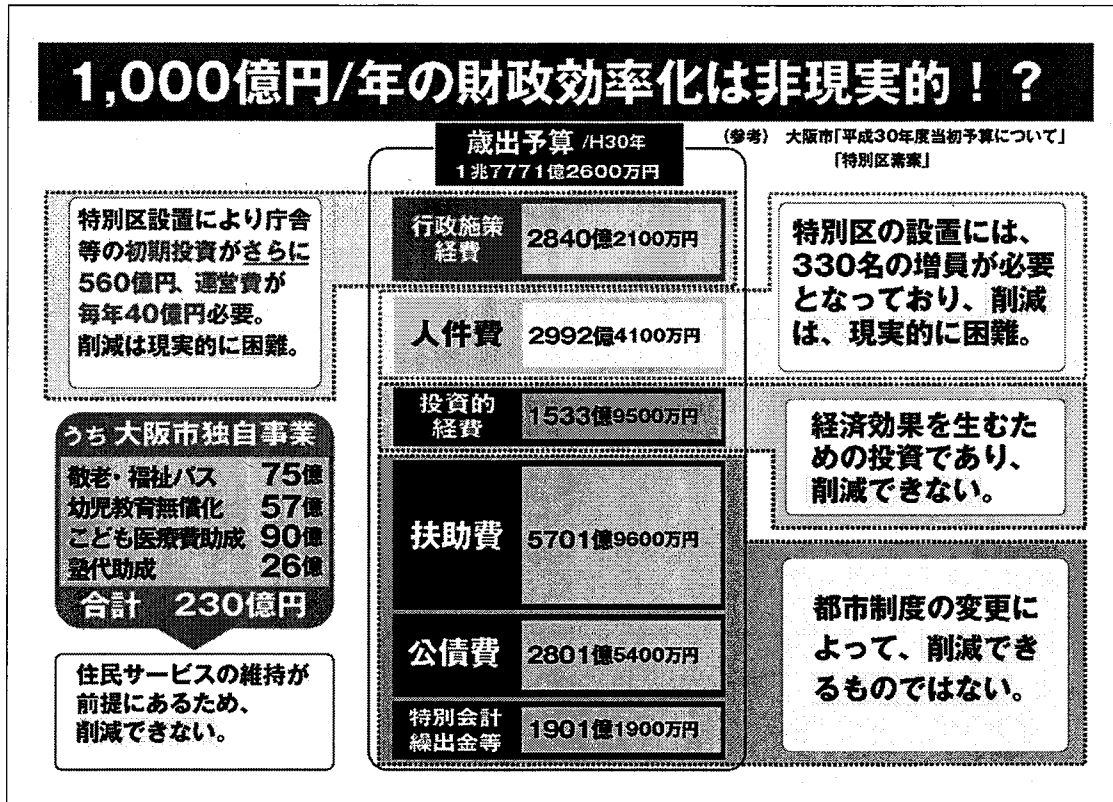 1,000億円/年の財政効率化は非現実的！？
歳出予算 /H30年
1兆7771億2600万円
（参考） 大阪市「平成30年度当初予算について」
「特別区素案」
特別区設置により庁舎
等の初期投資がさらに
560億円、運営費が
毎年40億円必要。
削減は現実的に困難。
行政施策
経費
2840億2100万円
人件費
2992億4100万円
特別区の設置には、
330名の増員が必要
となっており、削減
は、現実的に困難。
投資的
経費
1533億9500万円
経済効果を生むた
めの投資であり、
削減できない。
うち大阪市独自事業
敬老・福祉バス 75億
幼児教育無償化 57億
こども医療費助成 90億
塾代助成 26億
合計 230億円
住民サービスの維持が
前提にあるため、
削減できない。
扶助費
5701億9600万円
公債費
2801億5400万円
特別会計
繰出金等
1901億1900万円
都市制度の変更に
よって、削減でき
るものではない。